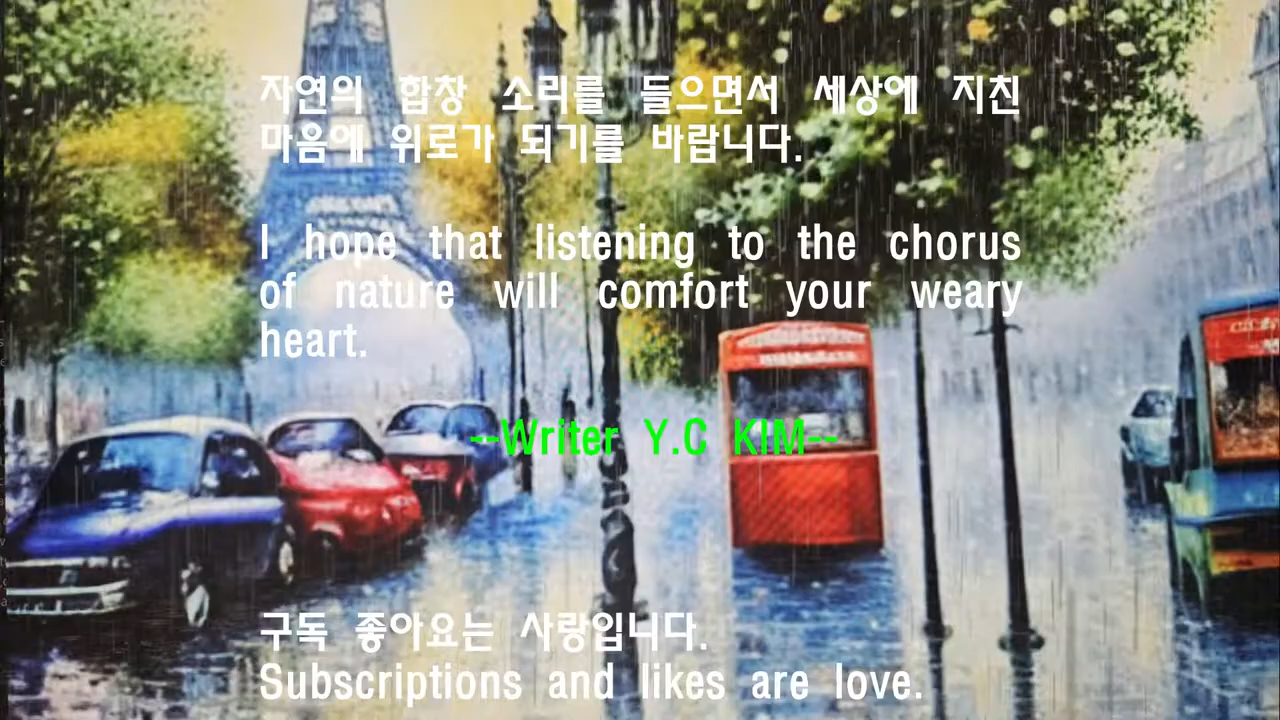 자연의 합창 소리를 들으면서 세상에 지친
마음에 위로가 되기를 바랍니다.
I hope that listening to the chorus
of nature will comfort your weary
heart.
--Writer Y.C KIM--
구독 좋아요는 사랑입니다.
Subscriptions and likes are love.